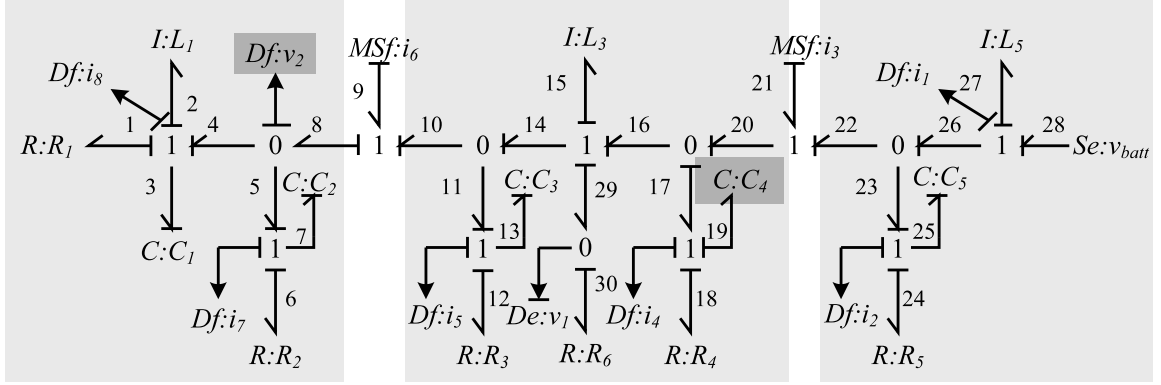 I:L1 Df:v2 MSf:i6 I:L3 MSf:i3 I:L5
Df:i8 Df:i1
2 9 15 21 27
R:R1 1 1 4 0 8 1 10 0 14 1 16 0 20 1 22 0 26 1 28 Se:vbatt
3 5 C:C2 11 C:C3 29 17 C:C4 23 C:C5
C:C1 1 7 1 13 0 1 19 1 25
Df:i7 6 Df:i5 12 De:v1 30 Df:i4 18 Df:i2 24
R:R2 R:R3 R:R6 R:R4 R:R5